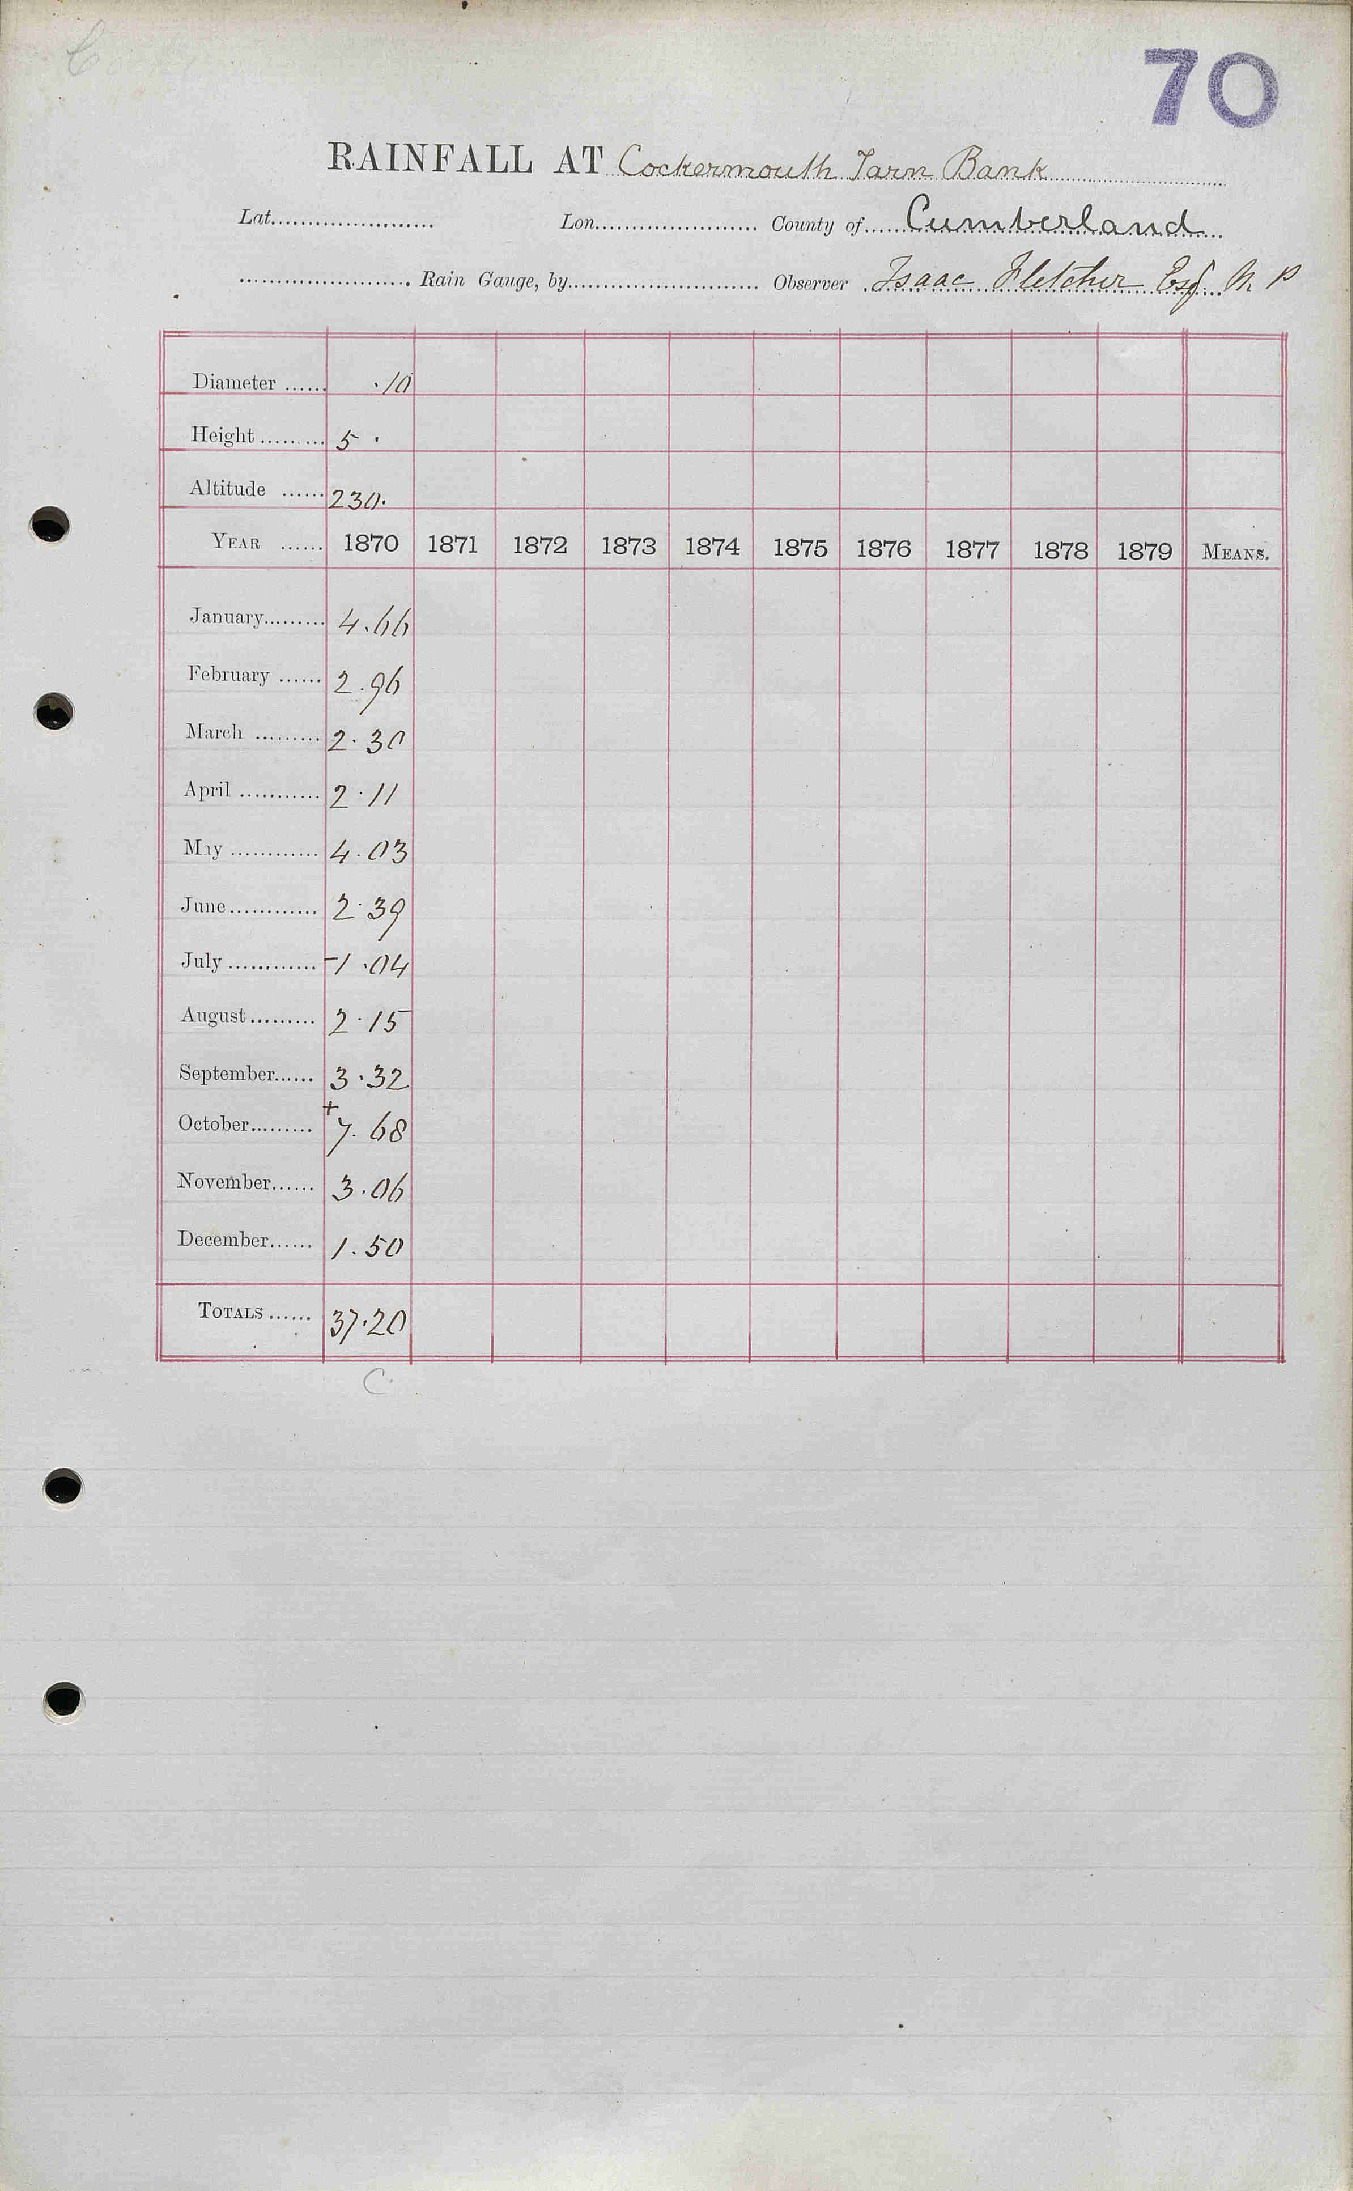 70
RAINFALL AT Cockermouth Tarn Bank
Lat. Lon. County of Cumberland
Rain Gauge, by Observer Isaac Fletcher Esq M P
Diameter ...... ·10
Height ......... 5 ·
Altitude ...... 230·
YEAR ...... 1870 1871 1872 1873 1874 1875 1876 1877 1878 1879 MEANS.
January......... 4.66
February ...... 2.96
March ......... 2.30
April ........... 2.11
May ............ 4.03
June............ 2.39
July ............ -1.04
August......... 2.15
September...... 3.32
October......... +7.68
November...... 3.06
December...... 1.50
TOTALS ...... 37.20
C.